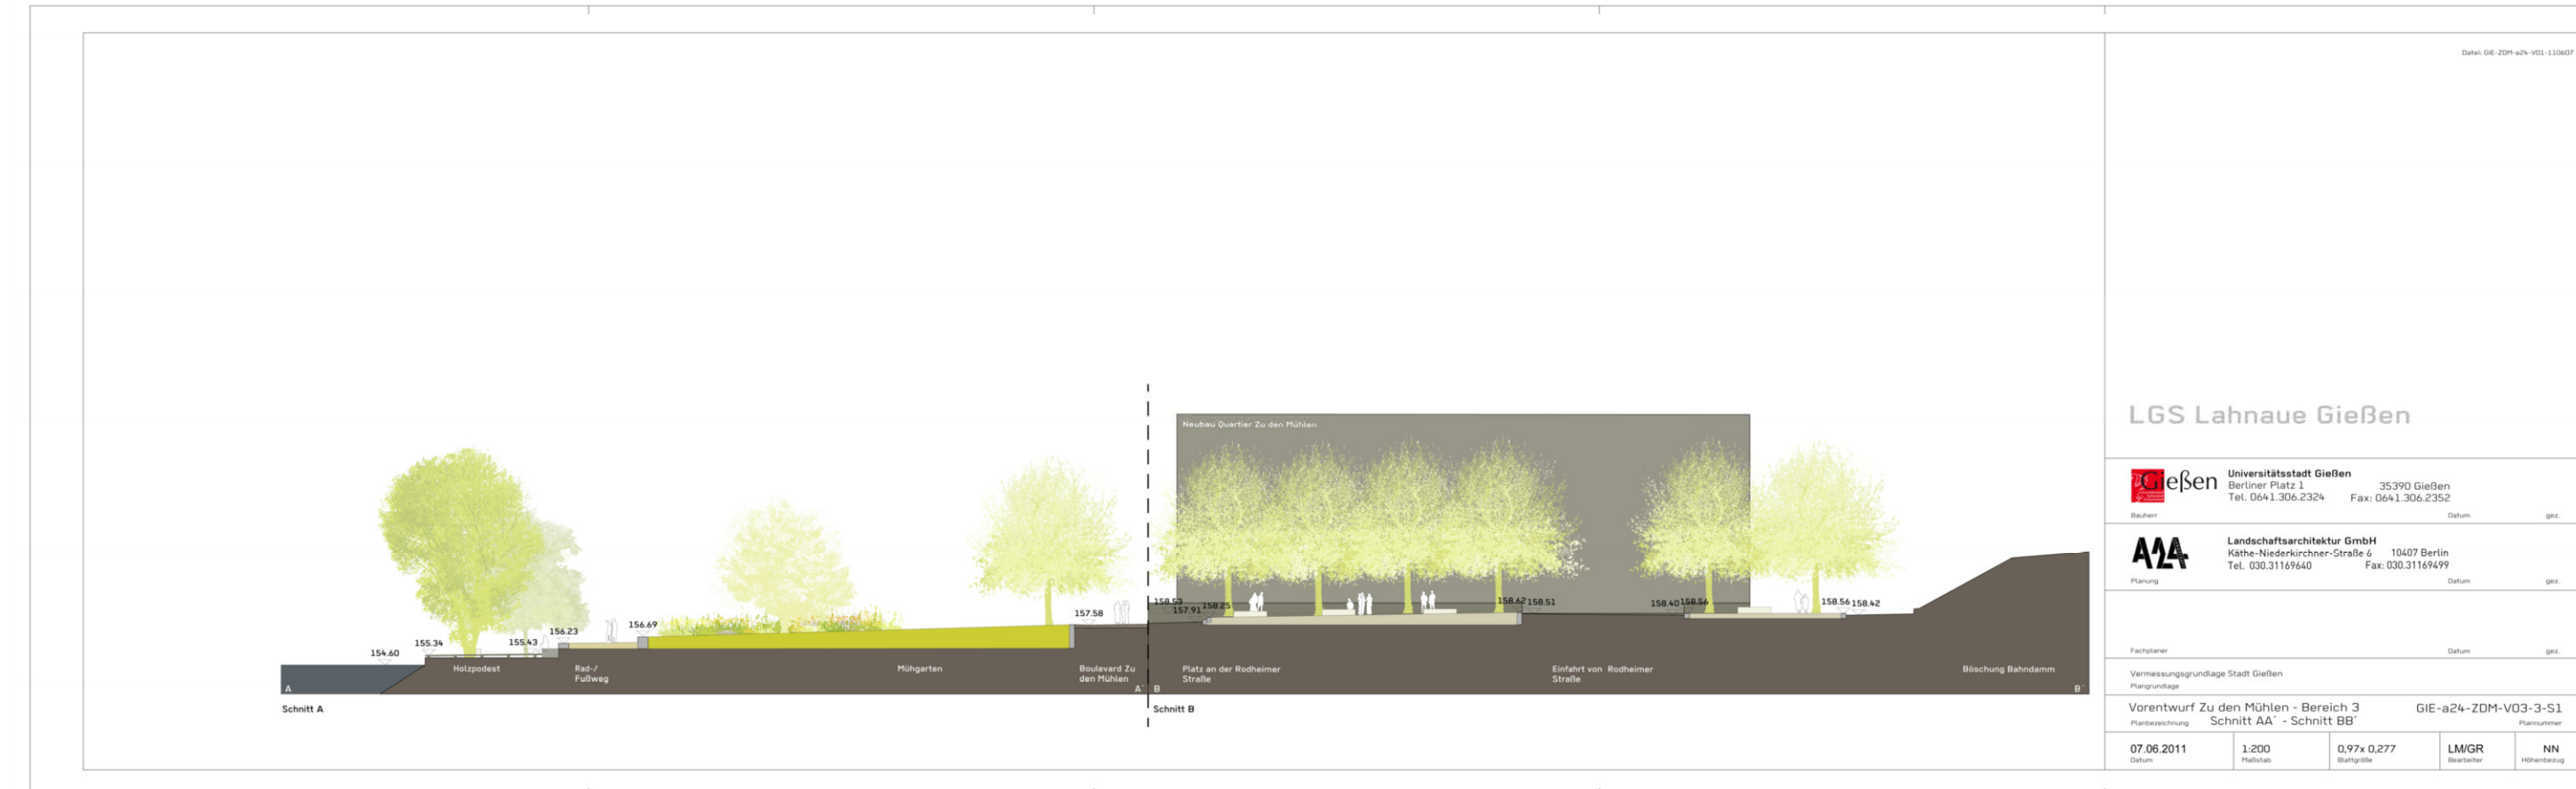 Datei: GIE-ZDM-a24-V01-110607
Neubau Quartier Zu den Mühlen
154.60
155.34
155.43
156.23
156.69
157.58
158.53
157.91
158.25
158.62
158.51
158.40
158.56
158.56
158.42
Holzpodest
Rad-/
Fußweg
Mühgarten
Boulevard Zu
den Mühlen
Platz an der Rodheimer
Straße
Einfahrt von Rodheimer
Straße
Böschung Bahndamm
A
A´
B
B´
Schnitt A
Schnitt B
LGS Lahnaue Gießen
Gießen
Universitätsstadt Gießen
Berliner Platz 1 35390 Gießen
Tel. 0641.306.2324 Fax: 0641.306.2352
Bauherr Datum gez.
A24
Landschaftsarchitektur GmbH
Käthe-Niederkirchner-Straße 6 10407 Berlin
Tel. 030.31169640 Fax: 030.31169499
Planung Datum gez.
Fachplaner Datum gez.
Vermessungsgrundlage Stadt Gießen
Plangrundlage
Vorentwurf Zu den Mühlen - Bereich 3 GIE-a24-ZDM-V03-3-S1
Planbezeichnung Schnitt AA´ - Schnitt BB´ Plannummer
07.06.2011 1:200 0,97x 0,277 LM/GR NN
Datum Maßstab Blattgröße Bearbeiter Höhenbezug